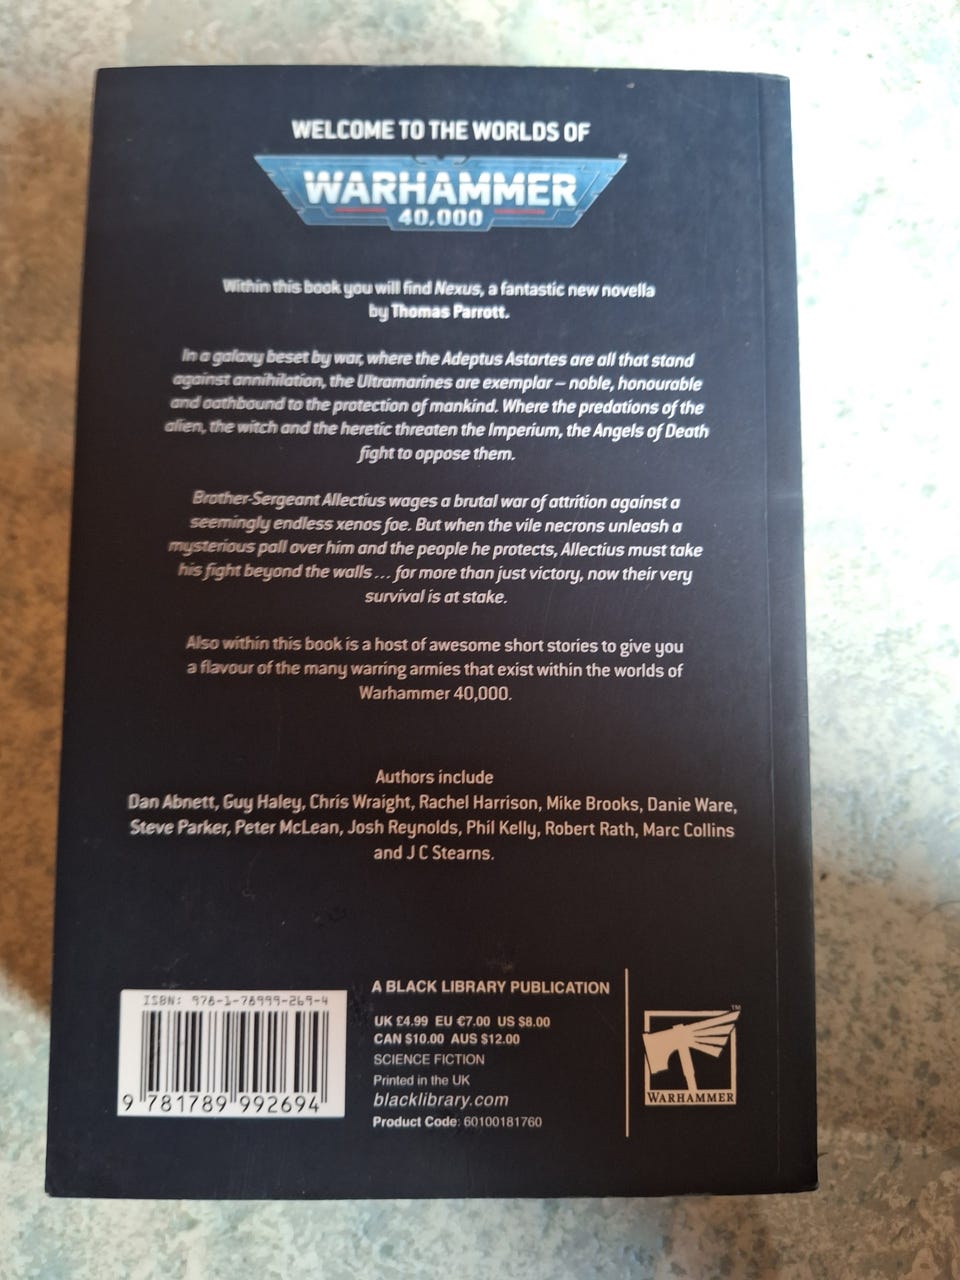 WELCOME TO THE WORLDS OF
WARHAMMER
40,000
Within this book you will find Nexus, a fantastic new novella
by Thomas Parrott.
In a galaxy beset by war, where the Adeptus Astartes are all that stand
against annihilation, the Ultramarines are exemplar – noble, honourable
and oathbound to the protection of mankind. Where the predations of the
alien, the witch and the heretic threaten the Imperium, the Angels of Death
fight to oppose them.
Brother-Sergeant Allectius wages a brutal war of attrition against a
seemingly endless xenos foe. But when the vile necrons unleash a
mysterious pall over him and the people he protects, Allectius must take
his fight beyond the walls ... for more than just victory, now their very
survival is at stake.
Also within this book is a host of awesome short stories to give you
a flavour of the many warring armies that exist within the worlds of
Warhammer 40,000.
Authors include
Dan Abnett, Guy Haley, Chris Wraight, Rachel Harrison, Mike Brooks, Danie Ware,
Steve Parker, Peter McLean, Josh Reynolds, Phil Kelly, Robert Rath, Marc Collins
and J C Stearns.
ISBN: 978-1-78999-269-4
9 781789 992694
A BLACK LIBRARY PUBLICATION
UK £4.99 EU €7.00 US $8.00
CAN $10.00 AUS $12.00
SCIENCE FICTION
Printed in the UK
blacklibrary.com
Product Code: 60100181760
TM
WARHAMMER